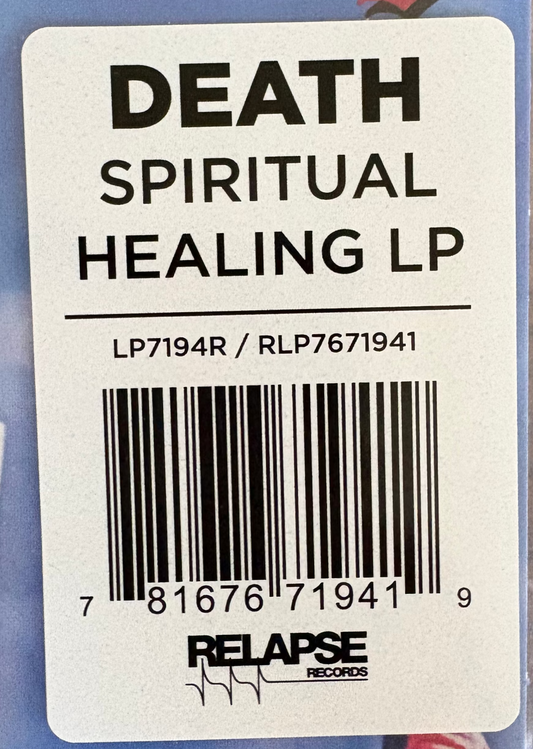 DEATH
SPIRITUAL
HEALING LP
LP7194R / RLP7671941
7 81676 71941 9
RELAPSE
RECORDS